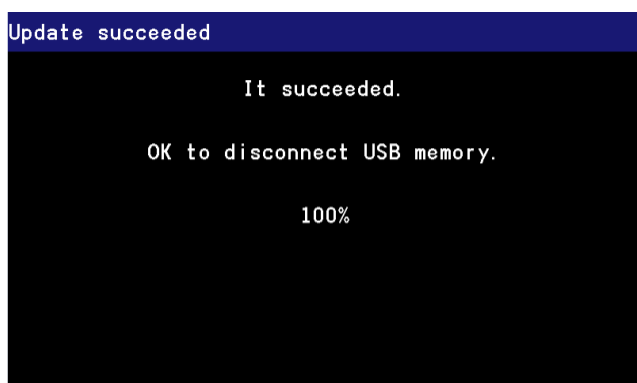 Update succeeded
It succeeded.
OK to disconnect USB memory.
100%